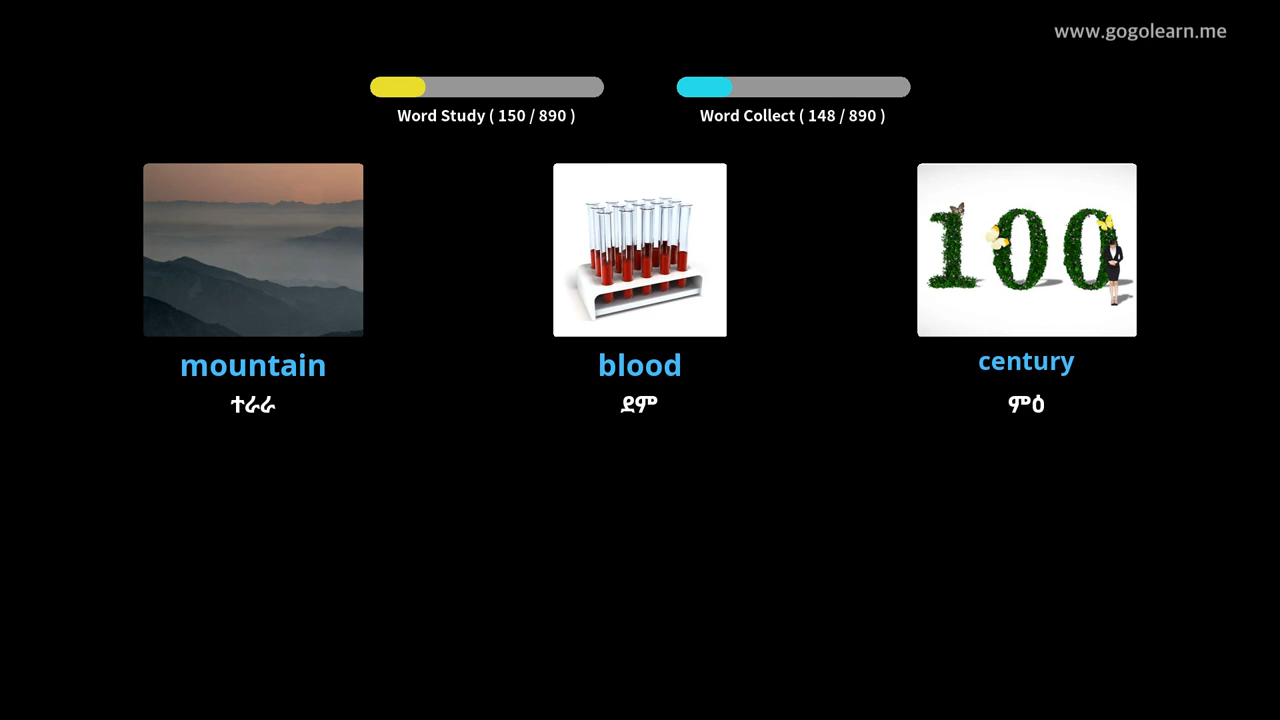 www.gogolearn.me
Word Study ( 150 / 890 )
Word Collect ( 148 / 890 )
100
mountain
blood
century
ተራራ
ደም
ምዕ